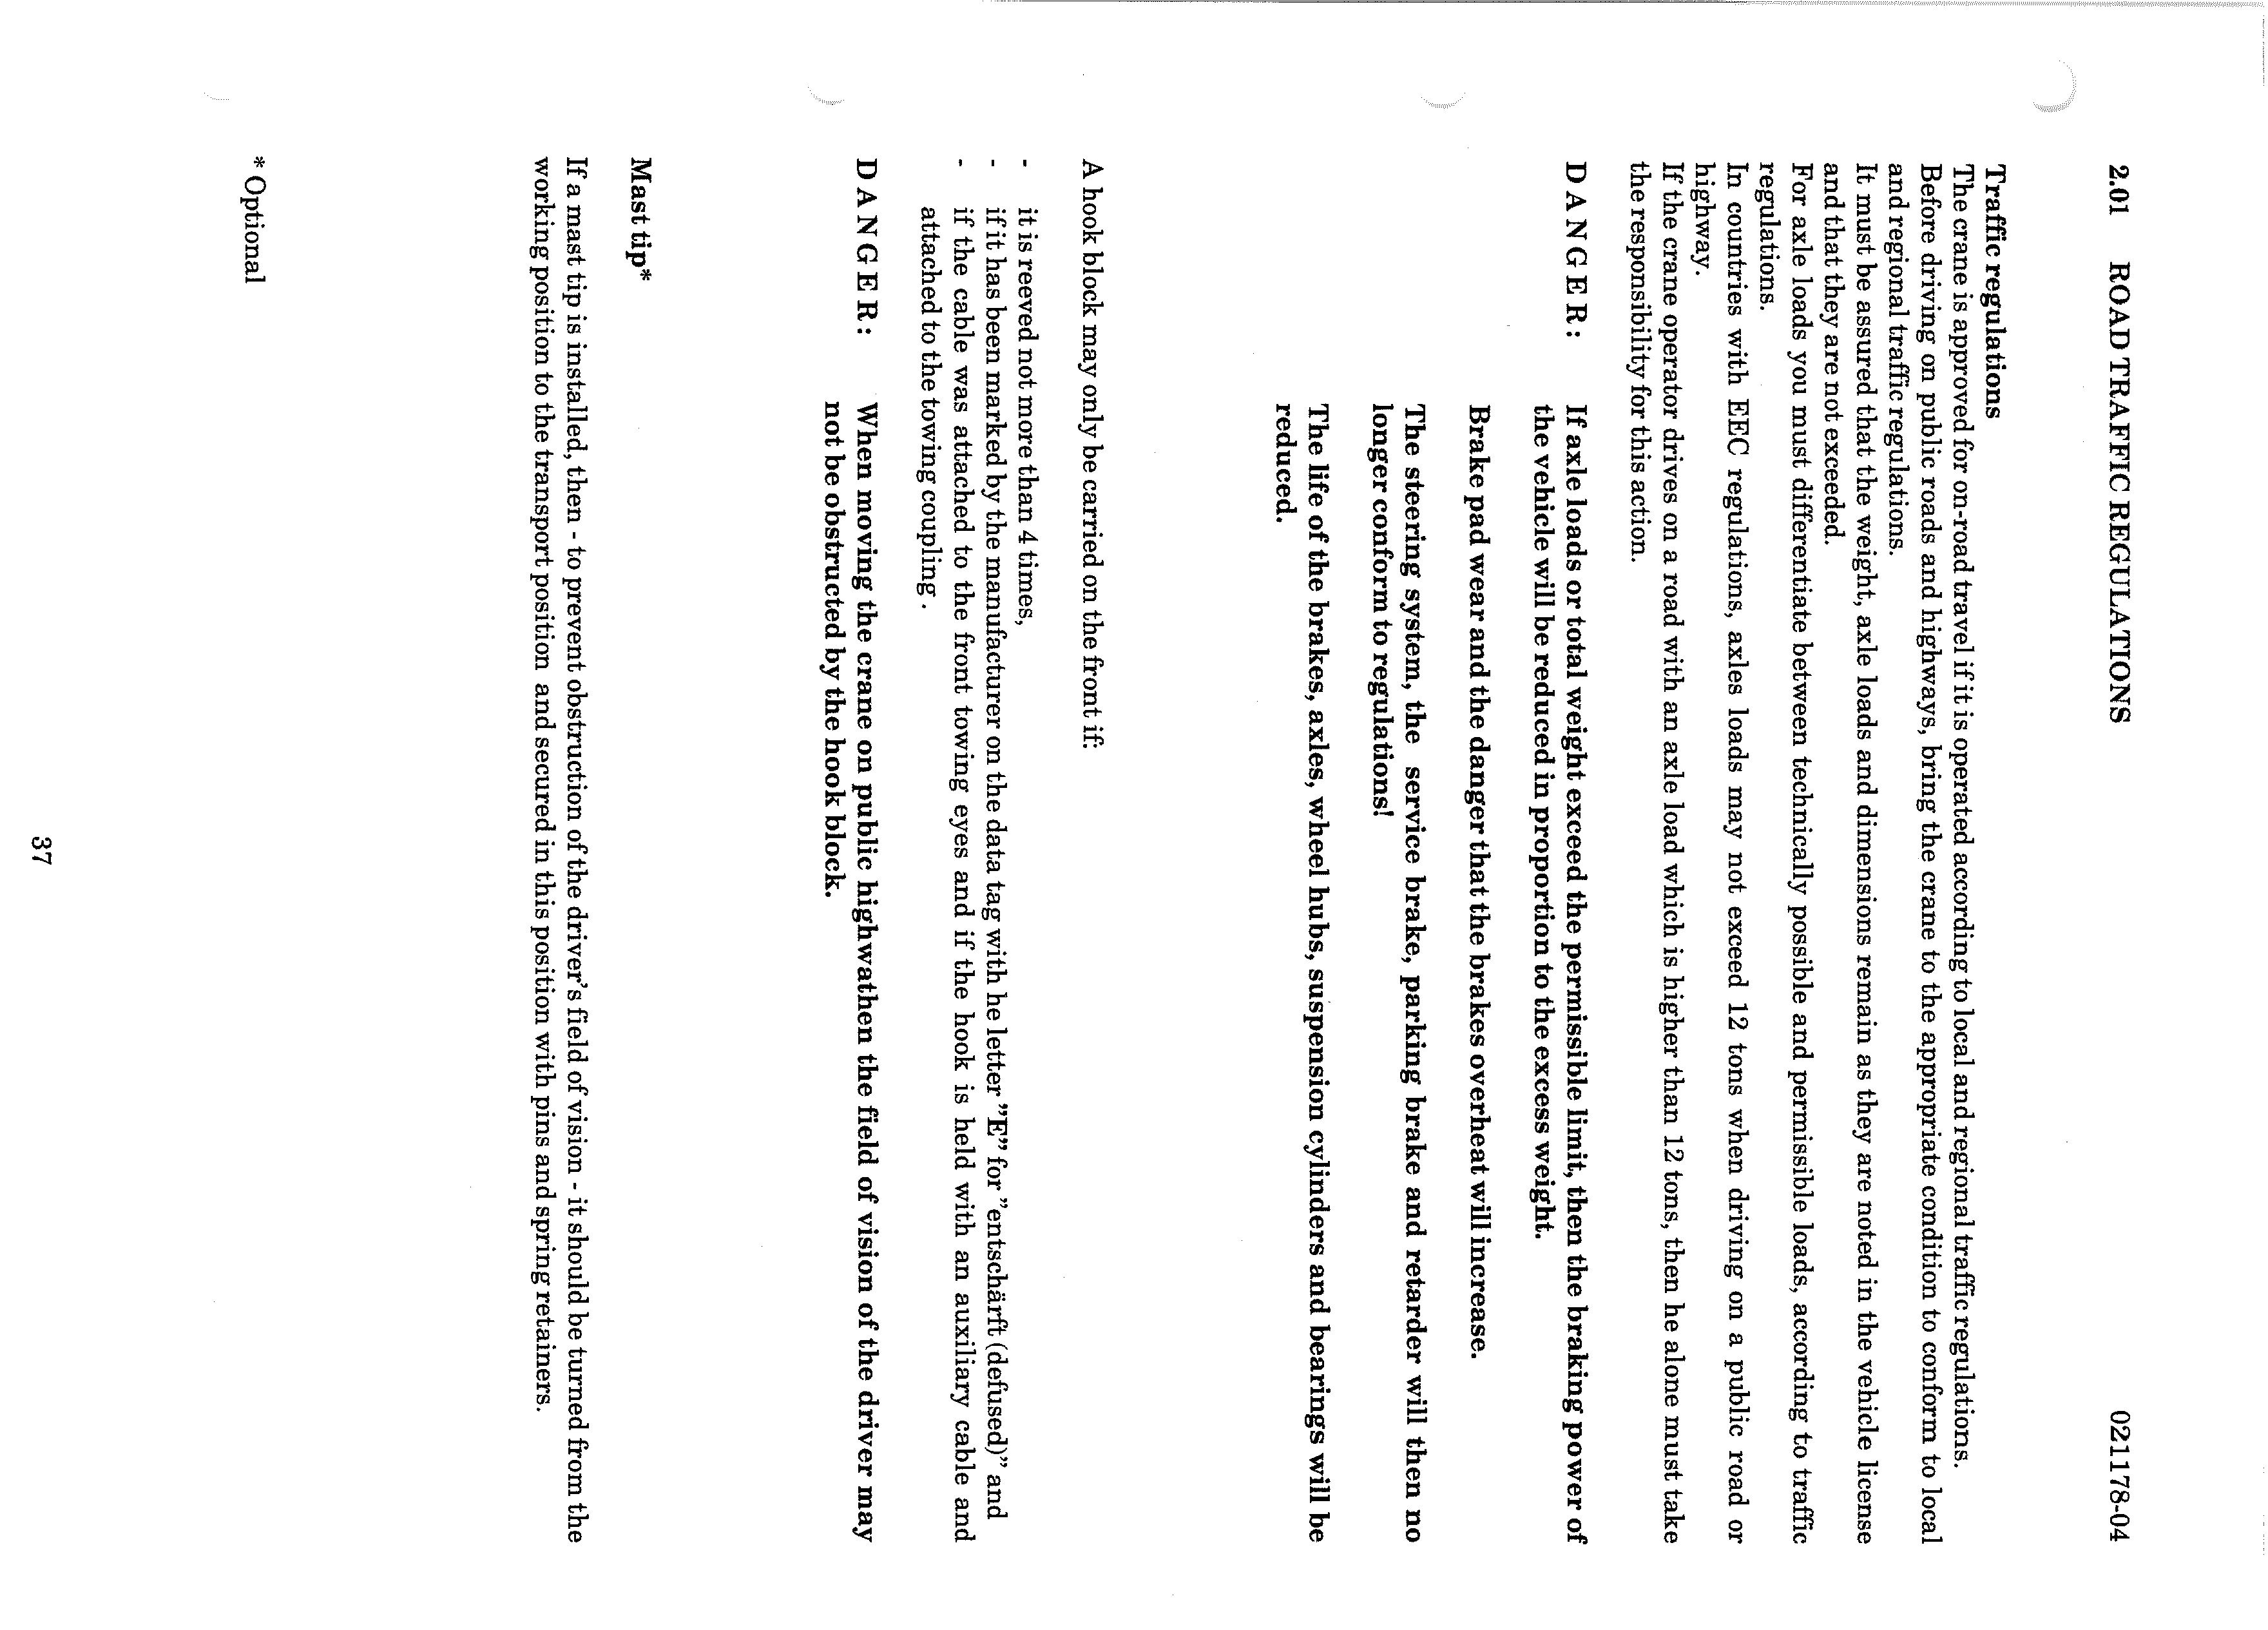 2.01 ROAD TRAFFIC REGULATIONS 021178-04
Traffic regulations
The crane is approved for on-road travel if it is operated according to local and regional traffic regulations.
Before driving on public roads and highways, bring the crane to the appropriate condition to conform to local
and regional traffic regulations.
It must be assured that the weight, axle loads and dimensions remain as they are noted in the vehicle license
and that they are not exceeded.
For axle loads you must differentiate between technically possible and permissible loads, according to traffic
regulations.
In countries with EEC regulations, axles loads may not exceed 12 tons when driving on a public road or
highway.
If the crane operator drives on a road with an axle load which is higher than 12 tons, then he alone must take
the responsibility for this action.
D A N G E R : If axle loads or total weight exceed the permissible limit, then the braking power of
the vehicle will be reduced in proportion to the excess weight.
Brake pad wear and the danger that the brakes overheat will increase.
The steering system, the service brake, parking brake and retarder will then no
longer conform to regulations!
The life of the brakes, axles, wheel hubs, suspension cylinders and bearings will be
reduced.
A hook block may only be carried on the front if:
- it is reeved not more than 4 times,
- if it has been marked by the manufacturer on the data tag with he letter "E" for "entschärft (defused)" and
- if the cable was attached to the front towing eyes and if the hook is held with an auxiliary cable and
attached to the towing coupling .
D A N G E R : When moving the crane on public highwathen the field of vision of the driver may
not be obstructed by the hook block.
Mast tip*
If a mast tip is installed, then - to prevent obstruction of the driver's field of vision - it should be turned from the
working position to the transport position and secured in this position with pins and spring retainers.
* Optional
37